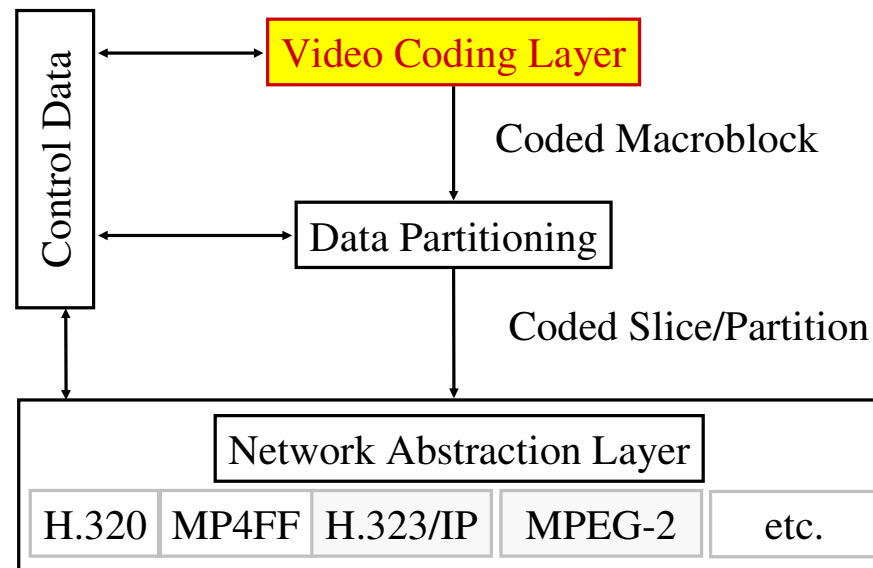 Control Data
Video Coding Layer
Coded Macroblock
Data Partitioning
Coded Slice/Partition
Network Abstraction Layer
H.320 MP4FF H.323/IP MPEG-2 etc.